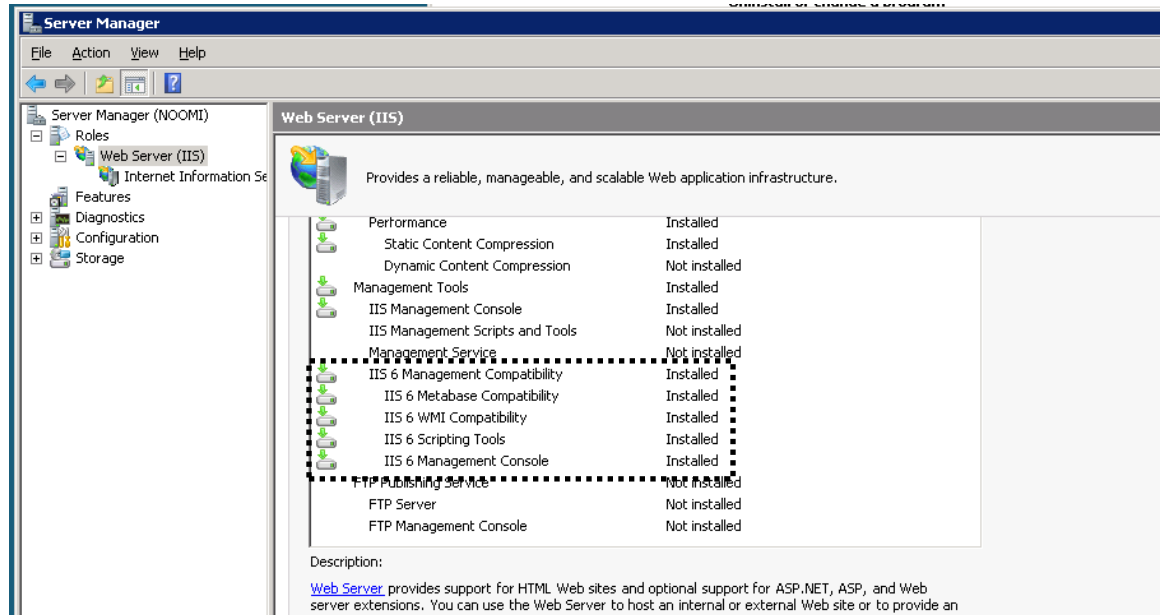 Uninstall or change a program
Server Manager
File Action View Help
Server Manager (NOOMI)
Roles
Web Server (IIS)
Internet Information Se
Features
Diagnostics
Configuration
Storage
Web Server (IIS)
Provides a reliable, manageable, and scalable Web application infrastructure.
Performance Installed
Static Content Compression Installed
Dynamic Content Compression Not installed
Management Tools Installed
IIS Management Console Installed
IIS Management Scripts and Tools Not installed
Management Service Not installed
IIS 6 Management Compatibility Installed
IIS 6 Metabase Compatibility Installed
IIS 6 WMI Compatibility Installed
IIS 6 Scripting Tools Installed
IIS 6 Management Console Installed
FTP Publishing Service Not installed
FTP Server Not installed
FTP Management Console Not installed
Description:
Web Server provides support for HTML Web sites and optional support for ASP.NET, ASP, and Web
server extensions. You can use the Web Server to host an internal or external Web site or to provide an